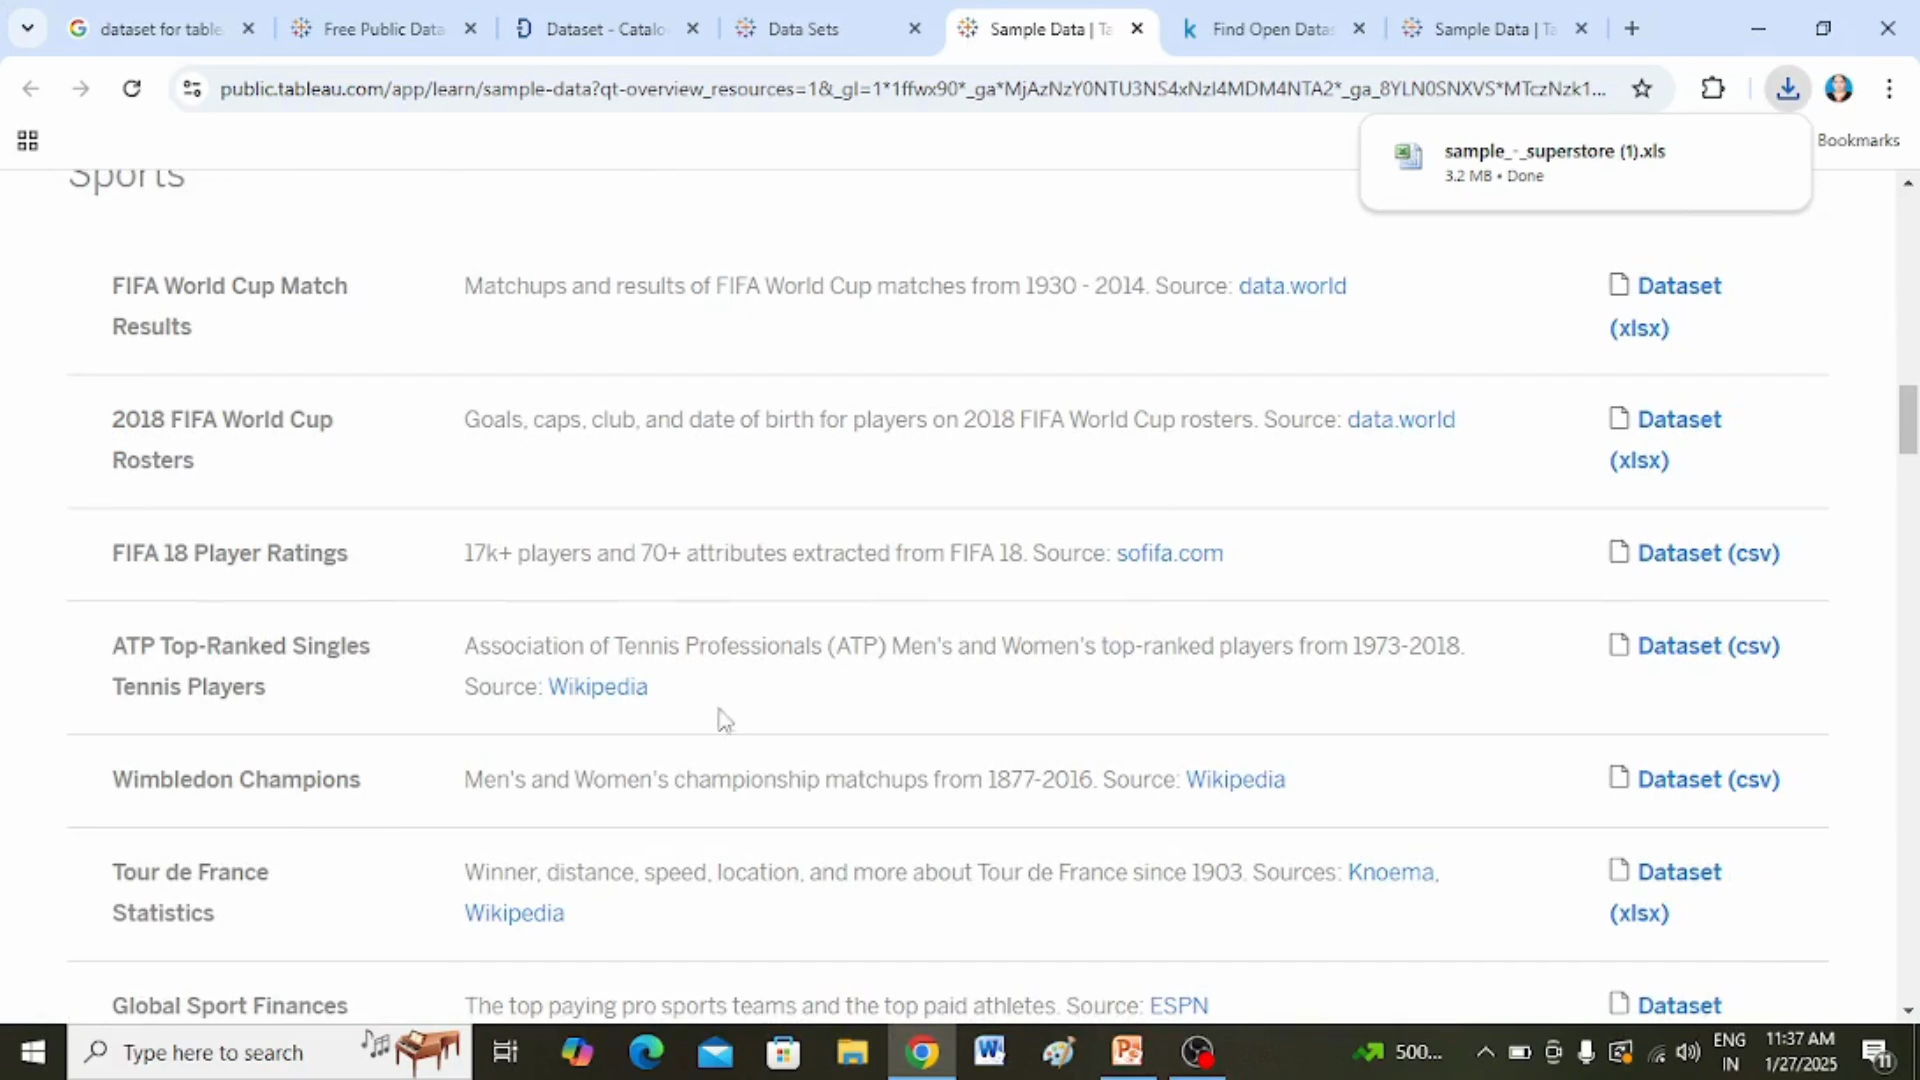 dataset for table
Free Public Data
Dataset - Catalo
Data Sets
Sample Data | Ta
Find Open Datas
Sample Data | Ta
public.tableau.com/app/learn/sample-data?qt-overview_resources=1&_gl=1*1ffwx90*_ga*MjAzNzY0NTU3NS4xNzI4MDM4NTA2*_ga_8YLN0SNXVS*MTczNzk1...
Bookmarks
sample_-_superstore (1).xls
3.2 MB • Done
Sports
FIFA World Cup Match
Results
Matchups and results of FIFA World Cup matches from 1930 - 2014. Source: data.world
Dataset
(xlsx)
2018 FIFA World Cup
Rosters
Goals, caps, club, and date of birth for players on 2018 FIFA World Cup rosters. Source: data.world
Dataset
(xlsx)
FIFA 18 Player Ratings
17k+ players and 70+ attributes extracted from FIFA 18. Source: sofifa.com
Dataset (csv)
ATP Top-Ranked Singles
Tennis Players
Association of Tennis Professionals (ATP) Men's and Women's top-ranked players from 1973-2018.
Source: Wikipedia
Dataset (csv)
Wimbledon Champions
Men's and Women's championship matchups from 1877-2016. Source: Wikipedia
Dataset (csv)
Tour de France
Statistics
Winner, distance, speed, location, and more about Tour de France since 1903. Sources: Knoema,
Wikipedia
Dataset
(xlsx)
Global Sport Finances
The top paying pro sports teams and the top paid athletes. Source: ESPN
Dataset
Type here to search
500...
ENG
IN
11:37 AM
1/27/2025
11